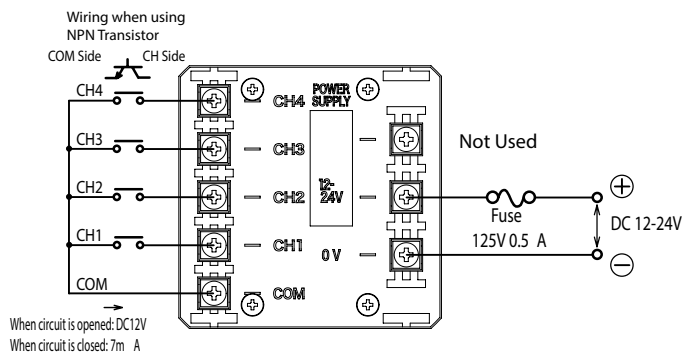 Wiring when using
NPN Transistor
COM Side CH Side
CH4
CH3
CH2
CH1
COM
When circuit is opened: DC12V
When circuit is closed: 7m A
POWER
SUPPLY
CH4
CH3
CH2
CH1
COM
12-
24V
0 V
Not Used
Fuse
125V 0.5 A
+
DC 12-24V
−